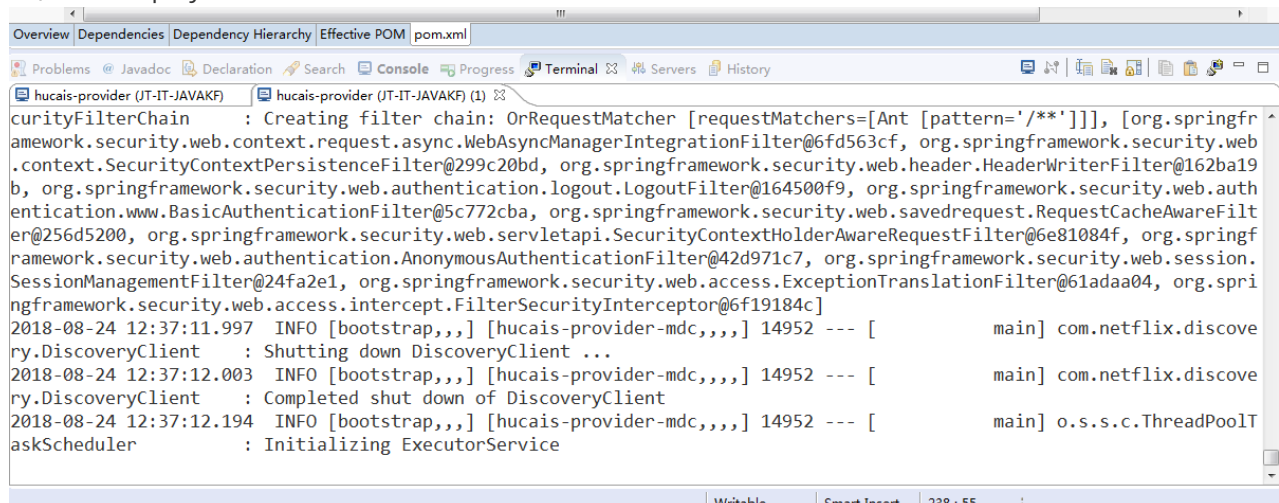 Overview Dependencies Dependency Hierarchy Effective POM pom.xml
Problems @ Javadoc Declaration Search Console Progress Terminal Servers History
hucais-provider (JT-IT-JAVAKF) hucais-provider (JT-IT-JAVAKF) (1)
curityFilterChain     : Creating filter chain: OrRequestMatcher [requestMatchers=[Ant [pattern='/**']]], [org.springfr
amework.security.web.context.request.async.WebAsyncManagerIntegrationFilter@6fd563cf, org.springframework.security.web
.context.SecurityContextPersistenceFilter@299c20bd, org.springframework.security.web.header.HeaderWriterFilter@162ba19
b, org.springframework.security.web.authentication.logout.LogoutFilter@164500f9, org.springframework.security.web.auth
entication.www.BasicAuthenticationFilter@5c772cba, org.springframework.security.web.savedrequest.RequestCacheAwareFilt
er@256d5200, org.springframework.security.web.servletapi.SecurityContextHolderAwareRequestFilter@6e81084f, org.springf
ramework.security.web.authentication.AnonymousAuthenticationFilter@42d971c7, org.springframework.security.web.session.
SessionManagementFilter@24fa2e1, org.springframework.security.web.access.ExceptionTranslationFilter@61adaa04, org.spri
ngframework.security.web.access.intercept.FilterSecurityInterceptor@6f19184c]
2018-08-24 12:37:11.997  INFO [bootstrap,,,] [hucais-provider-mdc,,,,] 14952 --- [           main] com.netflix.discove
ry.DiscoveryClient    : Shutting down DiscoveryClient ...
2018-08-24 12:37:12.003  INFO [bootstrap,,,] [hucais-provider-mdc,,,,] 14952 --- [           main] com.netflix.discove
ry.DiscoveryClient    : Completed shut down of DiscoveryClient
2018-08-24 12:37:12.194  INFO [bootstrap,,,] [hucais-provider-mdc,,,,] 14952 --- [           main] o.s.s.c.ThreadPoolT
askScheduler          : Initializing ExecutorService